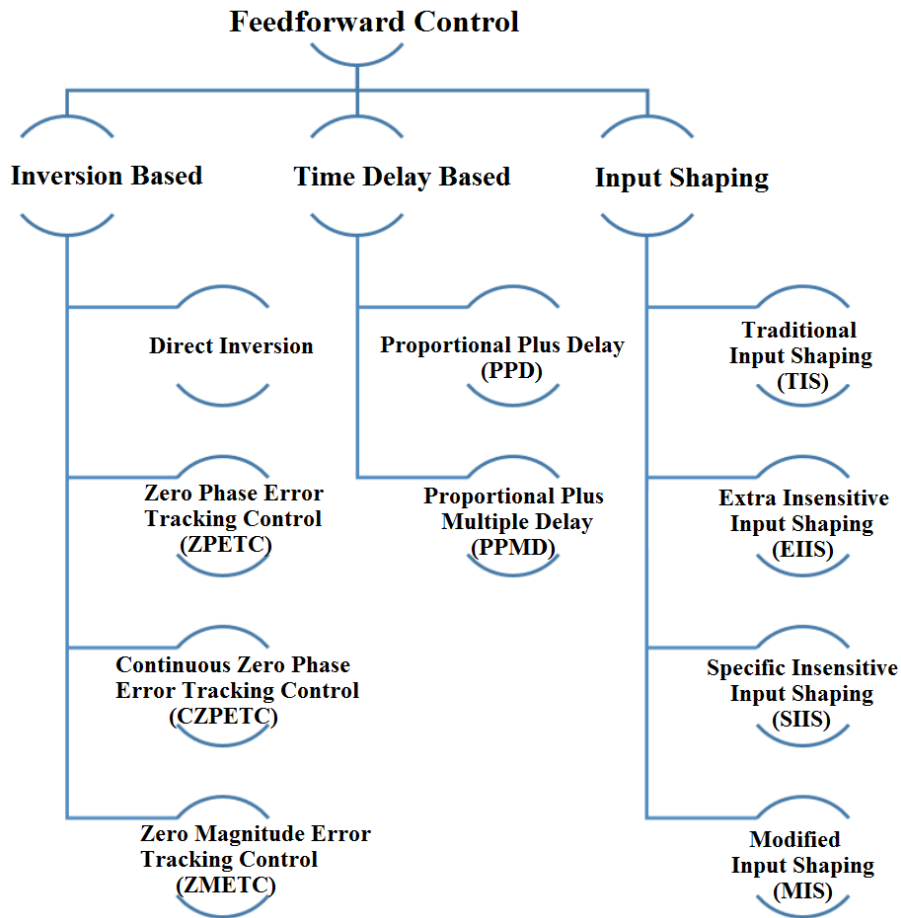 Feedforward Control
Inversion Based
Time Delay Based
Input Shaping
Direct Inversion
Zero Phase Error
Tracking Control
(ZPETC)
Continuous Zero Phase
Error Tracking Control
(CZPETC)
Zero Magnitude Error
Tracking Control
(ZMETC)
Proportional Plus Delay
(PPD)
Proportional Plus
Multiple Delay
(PPMD)
Traditional
Input Shaping
(TIS)
Extra Insensitive
Input Shaping
(EIIS)
Specific Insensitive
Input Shaping
(SIIS)
Modified
Input Shaping
(MIS)